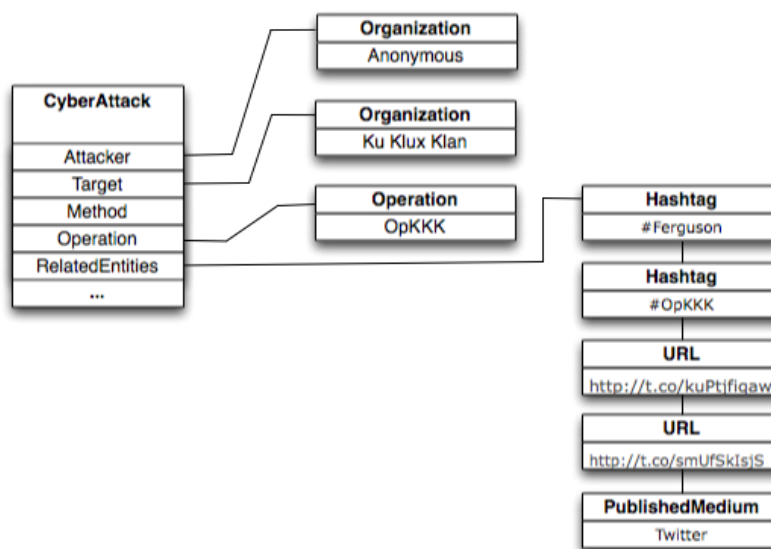 Organization
Anonymous
CyberAttack
Attacker
Target
Method
Operation
RelatedEntities
...
Organization
Ku Klux Klan
Operation
OpKKK
Hashtag
#Ferguson
Hashtag
#OpKKK
URL
http://t.co/kuPtjfiqaw
URL
http://t.co/smUfSkIsjS
PublishedMedium
Twitter